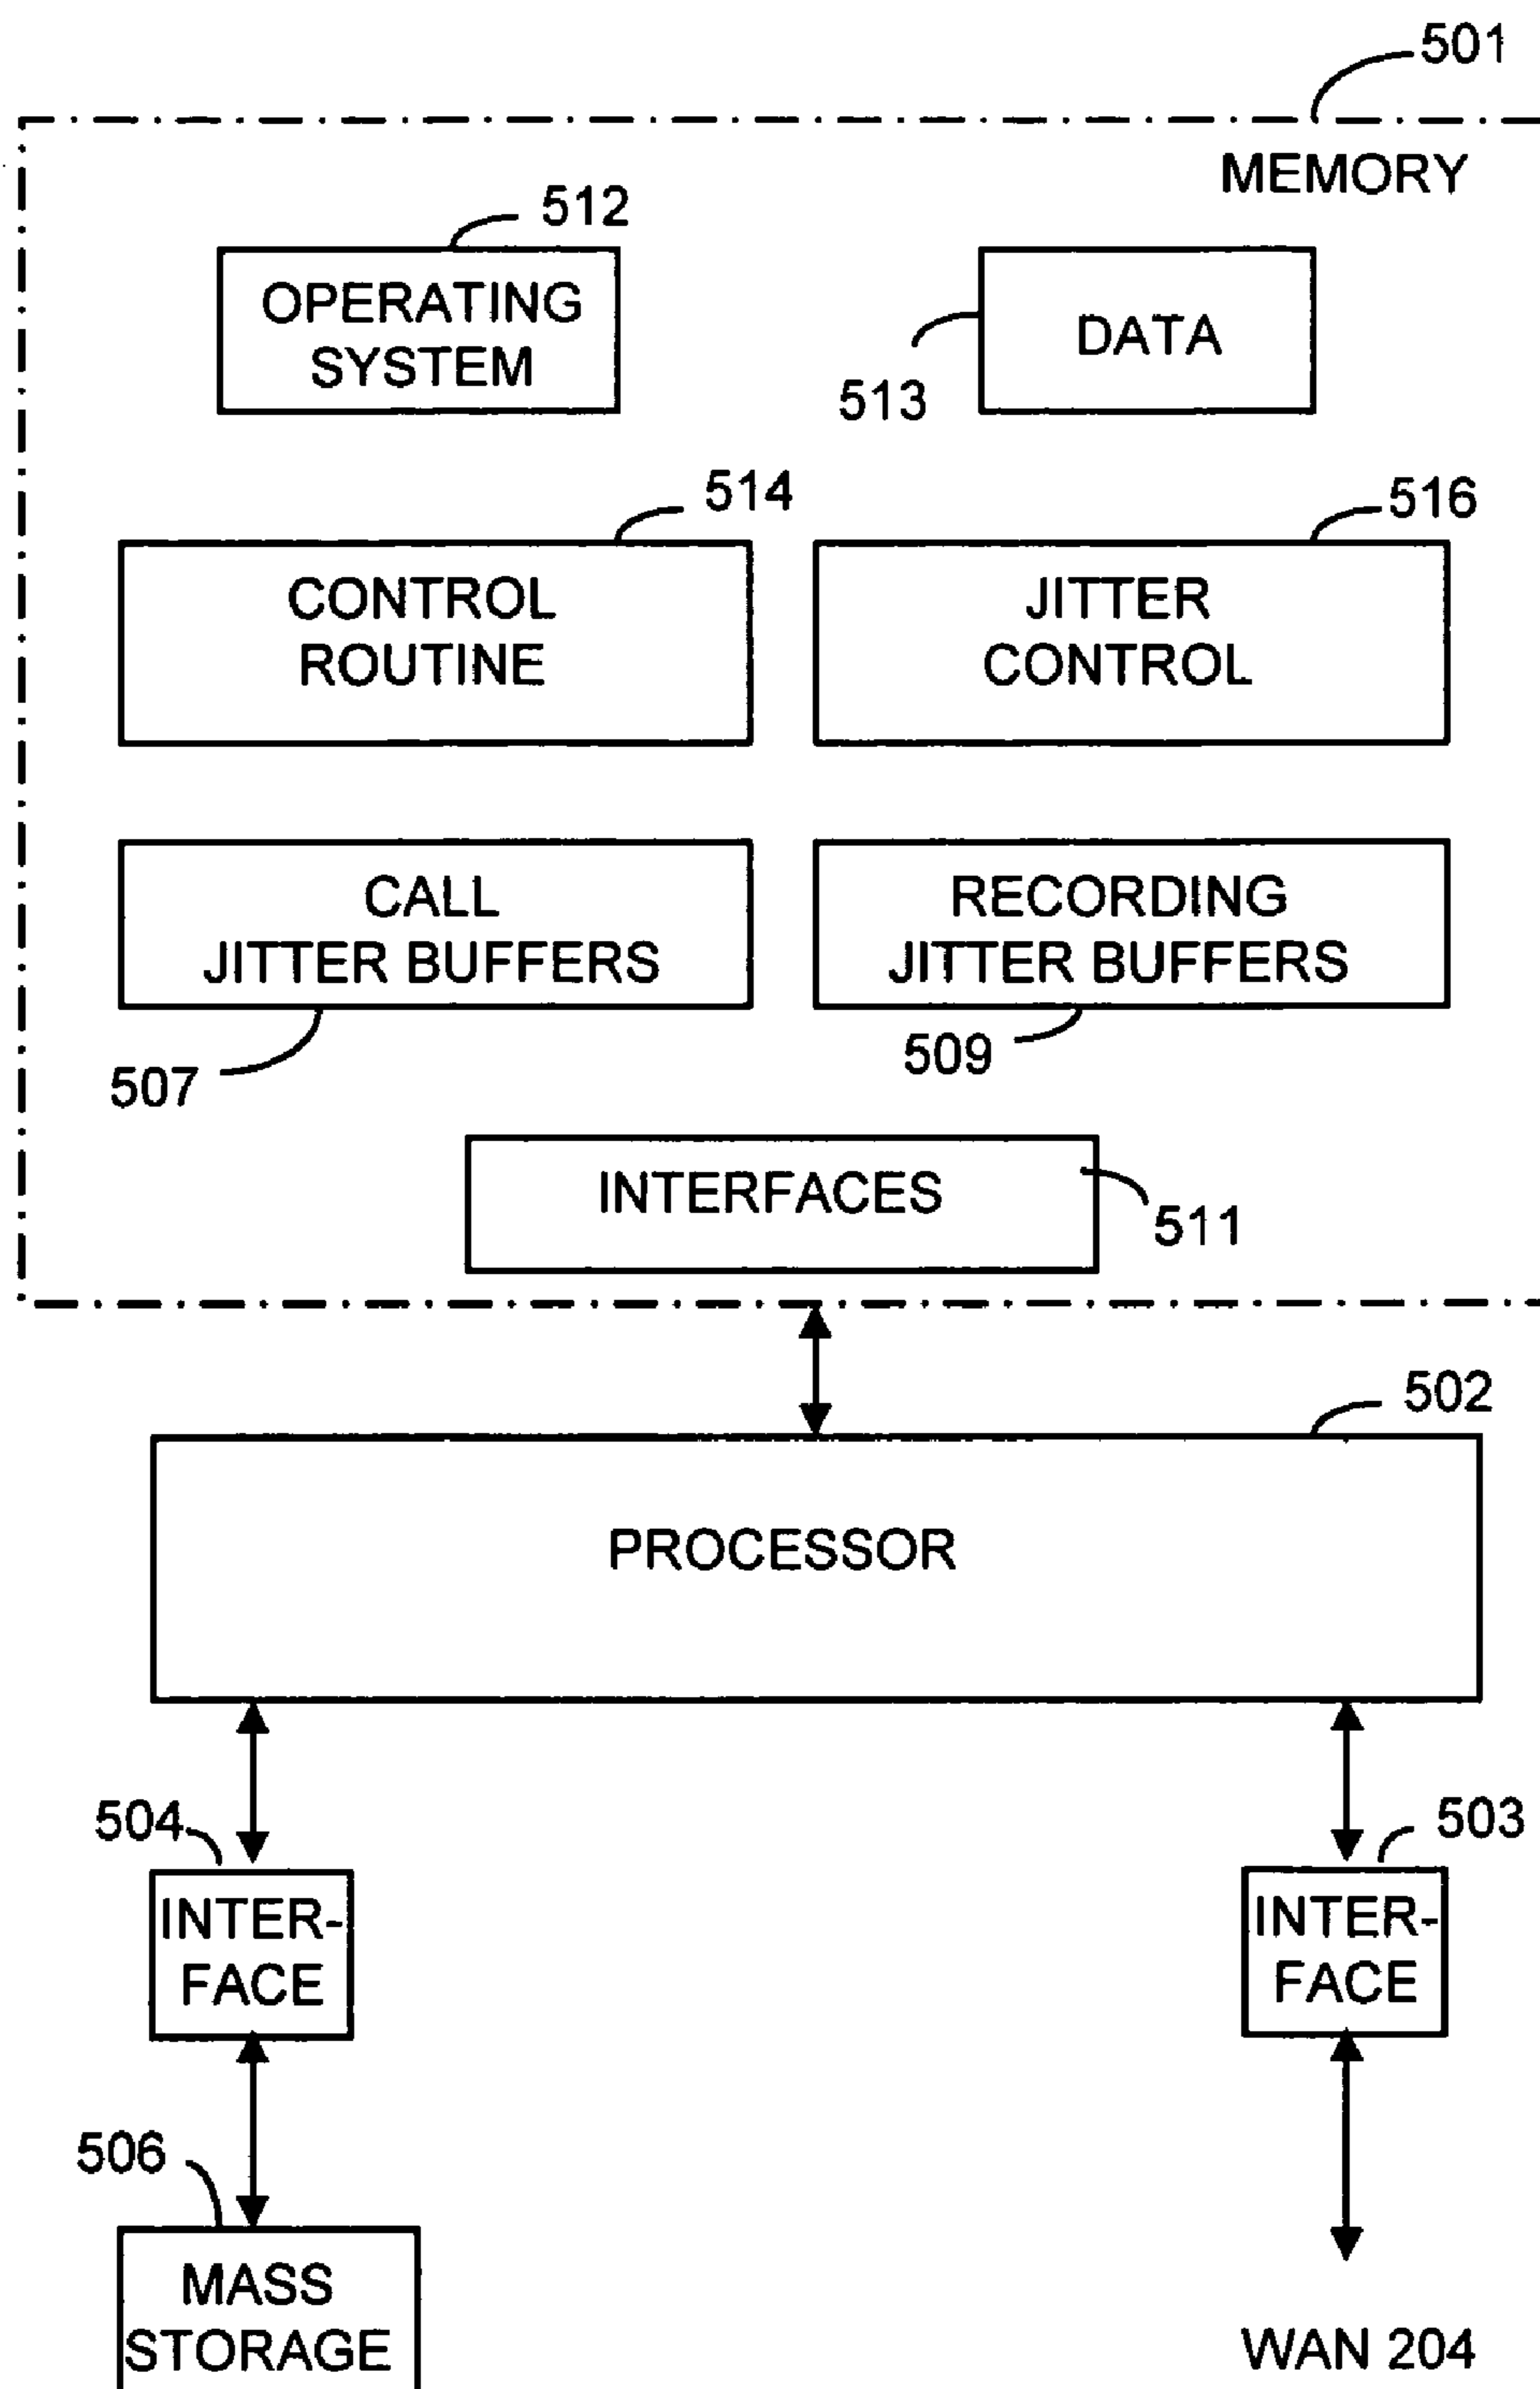 501
MEMORY
512
OPERATING
SYSTEM
DATA
513
514
516
CONTROL
ROUTINE
JITTER
CONTROL
CALL
JITTER BUFFERS
RECORDING
JITTER BUFFERS
507
509
INTERFACES
511
502
PROCESSOR
504
503
INTER-
FACE
INTER-
FACE
506
MASS
STORAGE
WAN 204